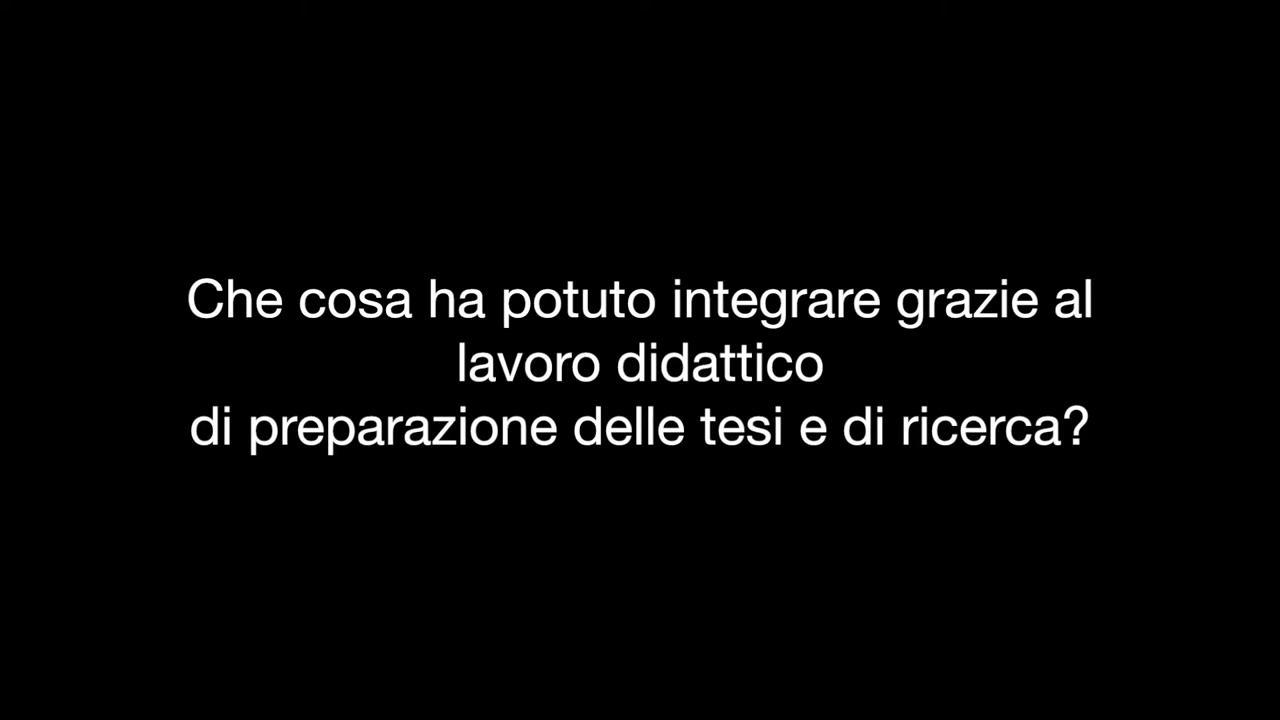 Che cosa ha potuto integrare grazie al
lavoro didattico
di preparazione delle tesi e di ricerca?